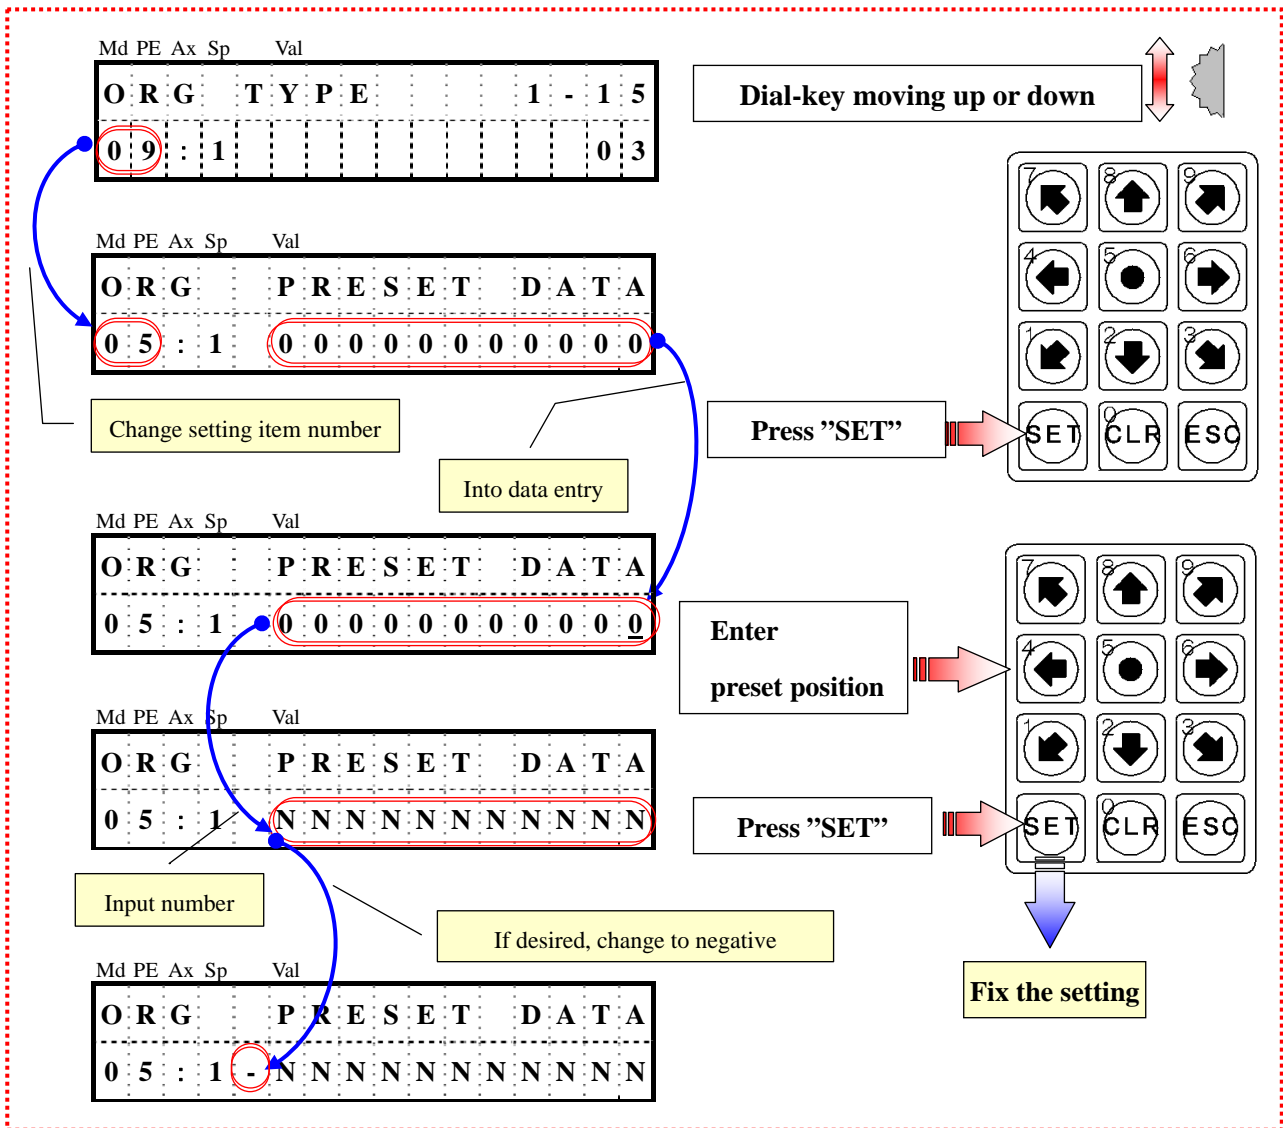 Md PE Ax Sp Val
ORG TYPE 1-15
09:1 03
Dial-key moving up or down
7 8 9
4 5 6
1 2 3
SET 0 CLR ESC
Md PE Ax Sp Val
ORG PRESET DATA
05:1 00000000000
Change setting item number
Press ”SET”
Into data entry
Md PE Ax Sp Val
ORG PRESET DATA
05:1 00000000000
Enter
preset position
7 8 9
4 5 6
1 2 3
SET 0 CLR ESC
Md PE Ax Sp Val
ORG PRESET DATA
05:1 NNNNNNNNNNN
Press ”SET”
Input number
If desired, change to negative
Fix the setting
Md PE Ax Sp Val
ORG PRESET DATA
05:1-NNNNNNNNNNN